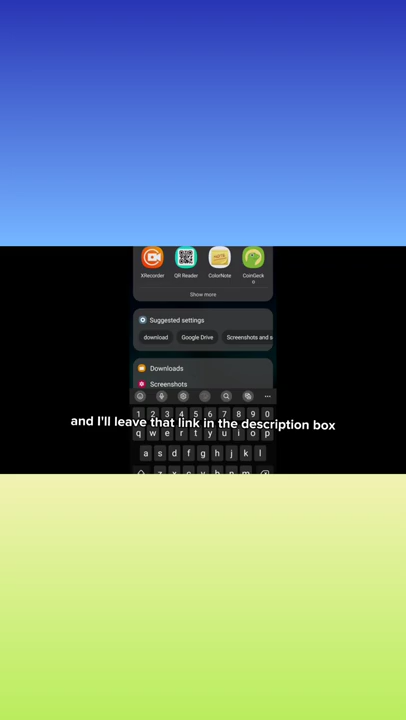 XRecorder QR Reader ColorNote CoinGeck
o
Show more
Suggested settings
download Google Drive Screenshots and s
Downloads
Screenshots
1 2 3 4 5 6 7 8 9 0
and I'll leave that link in the description box
q w e r t y u i o p
a s d f g h j k l
z x c v b n m